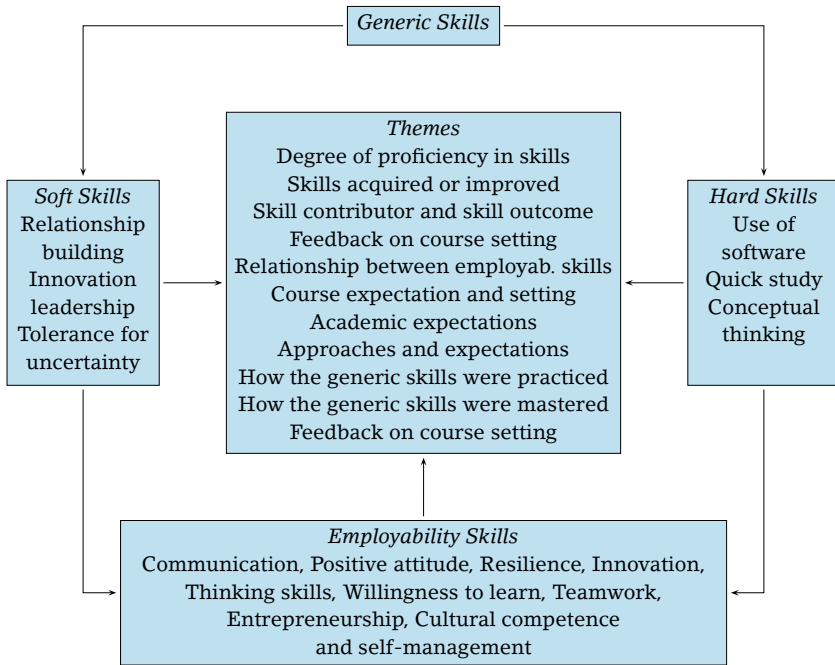 Generic Skills
Themes
Degree of proficiency in skills
Skills acquired or improved
Skill contributor and skill outcome
Feedback on course setting
Relationship between employab. skills
Course expectation and setting
Academic expectations
Approaches and expectations
How the generic skills were practiced
How the generic skills were mastered
Feedback on course setting
Soft Skills
Relationship
building
Innovation
leadership
Tolerance for
uncertainty
Hard Skills
Use of
software
Quick study
Conceptual
thinking
Employability Skills
Communication, Positive attitude, Resilience, Innovation,
Thinking skills, Willingness to learn, Teamwork,
Entrepreneurship, Cultural competence
and self-management